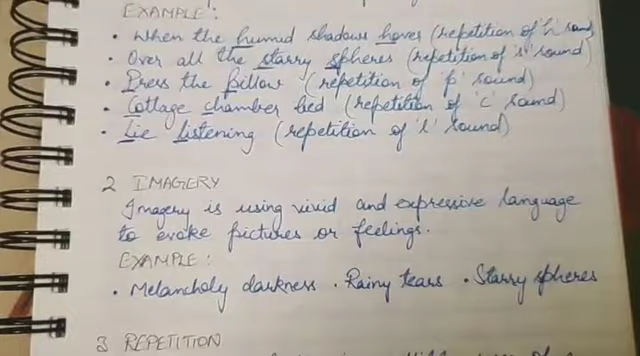 EXAMPLE:
• When the humid shadows hover (repetition of 'h' sound
• Over all the starry spheres (repetition of 's' sound)
• Press the pillow (repetition of 'p' sound)
• Cottage chamber bed (repetition of 'c' sound)
• Lie listening (repetition of 'l' sound)
2 IMAGERY
Imagery is using vivid and expressive language
to evoke pictures or feelings.
EXAMPLE:
• Melancholy darkness • Rainy tears • Starry spheres
3 REPETITION